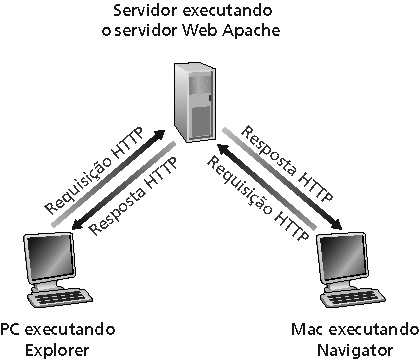 Servidor executando
o servidor Web Apache
Requisição HTTP
Resposta HTTP
Resposta HTTP
Requisição HTTP
PC executando
Explorer
Mac executando
Navigator